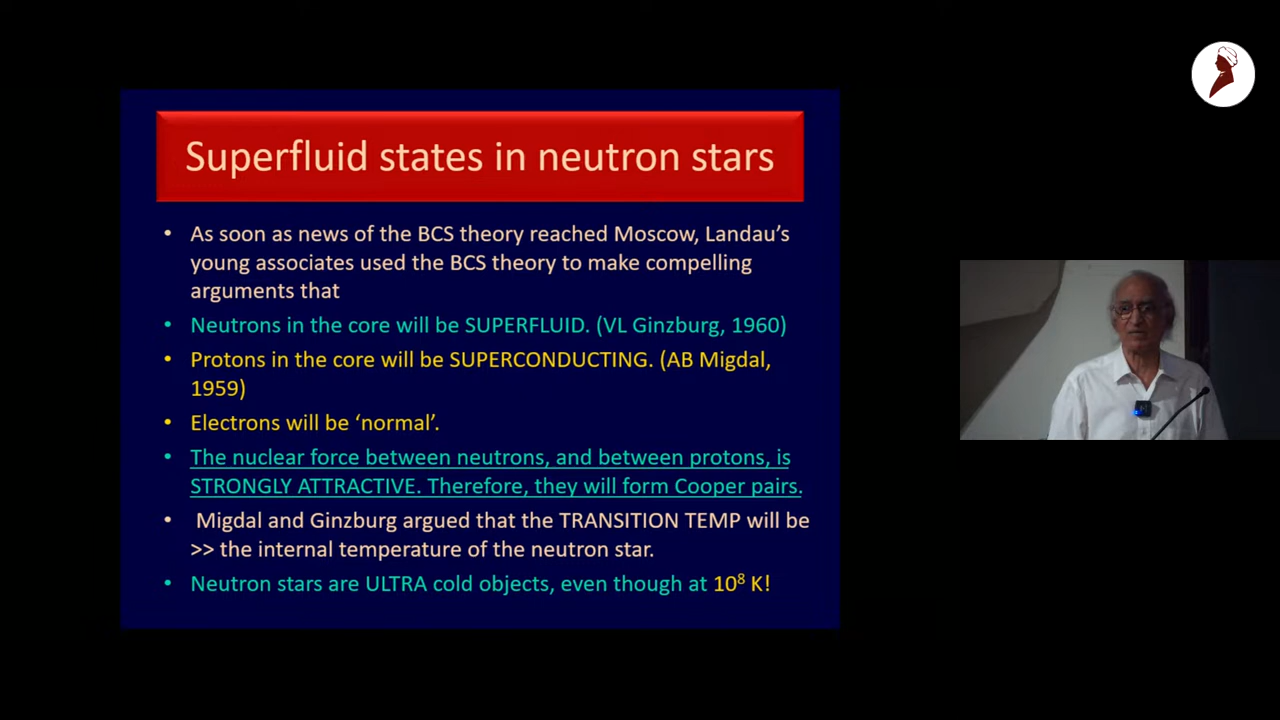 Superfluid states in neutron stars
• As soon as news of the BCS theory reached Moscow, Landau’s
young associates used the BCS theory to make compelling
arguments that
• Neutrons in the core will be SUPERFLUID. (VL Ginzburg, 1960)
• Protons in the core will be SUPERCONDUCTING. (AB Migdal,
1959)
• Electrons will be ‘normal’.
• The nuclear force between neutrons, and between protons, is
STRONGLY ATTRACTIVE. Therefore, they will form Cooper pairs.
• Migdal and Ginzburg argued that the TRANSITION TEMP will be
>> the internal temperature of the neutron star.
• Neutron stars are ULTRA cold objects, even though at 10⁸ K!